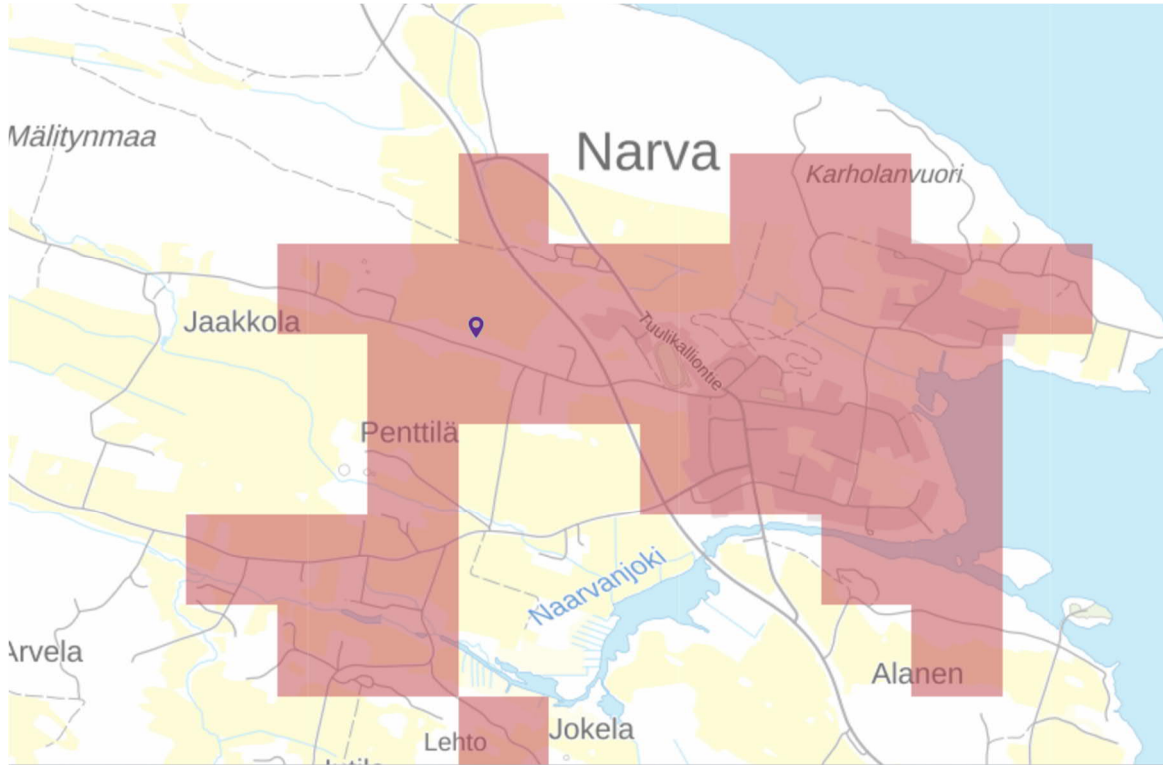 Mälitynmaa
Narva
Karholanvuori
Jaakkola
Tuulikalliontie
Penttilä
Naarvanjoki
Arvela
Alanen
Jokela
Lehto